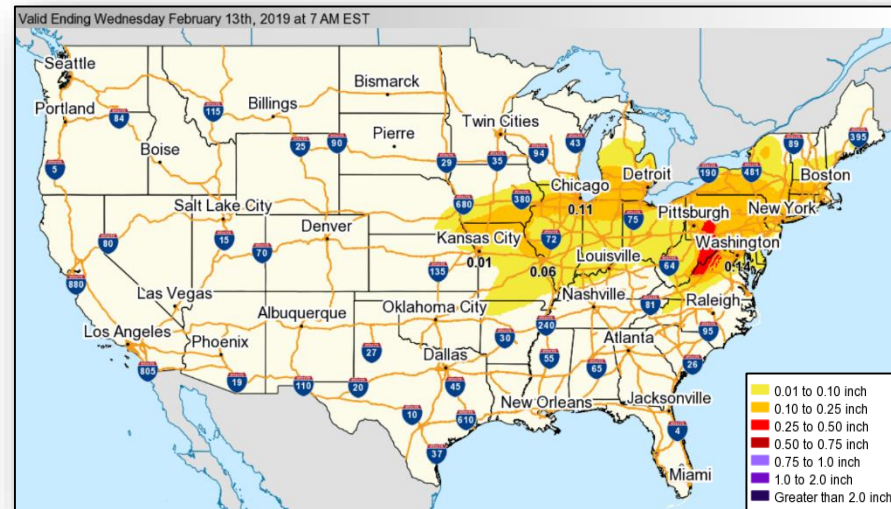 Valid Ending Wednesday February 13th, 2019 at 7 AM EST
Seattle
Portland
84
5
Boise
115
Billings
Bismarck
Pierre
25
90
Twin Cities
29
35
94
43
190
481
89
395
Boston
Detroit
Chicago
0.11
680
380
75
Pittsburgh
New York
Washington
0.14
Salt Lake City
80
15
70
Denver
Kansas City
0.01
135
72
0.06
Louisville
64
880
Las Vegas
Los Angeles
805
Phoenix
Albuquerque
19
110
27
20
Oklahoma City
Nashville
81
Raleigh
95
240
30
Dallas
55
65
Atlanta
26
45
10
610
37
New Orleans
Jacksonville
4
Miami
0.01 to 0.10 inch
0.10 to 0.25 inch
0.25 to 0.50 inch
0.50 to 0.75 inch
0.75 to 1.0 inch
1.0 to 2.0 inch
Greater than 2.0 inch